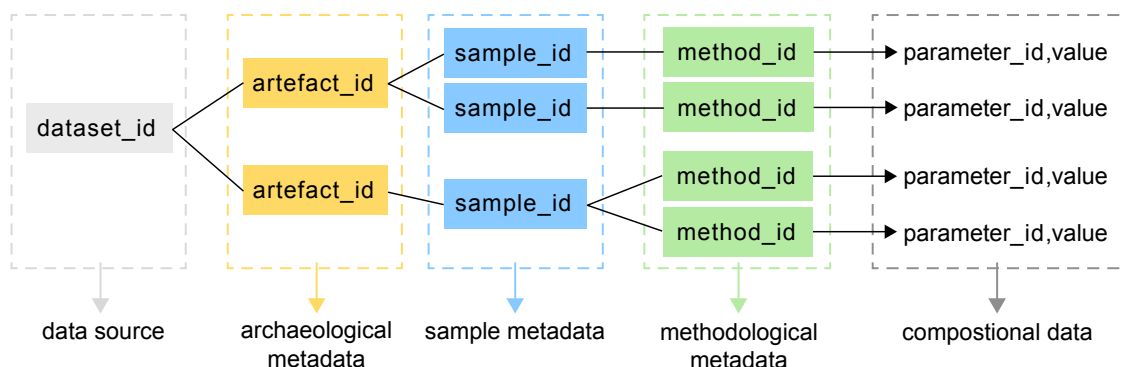 dataset_id
artefact_id
artefact_id
sample_id
sample_id
sample_id
method_id
method_id
method_id
method_id
parameter_id,value
parameter_id,value
parameter_id,value
parameter_id,value
data source
archaeological
metadata
sample metadata
methodological
metadata
compostional data